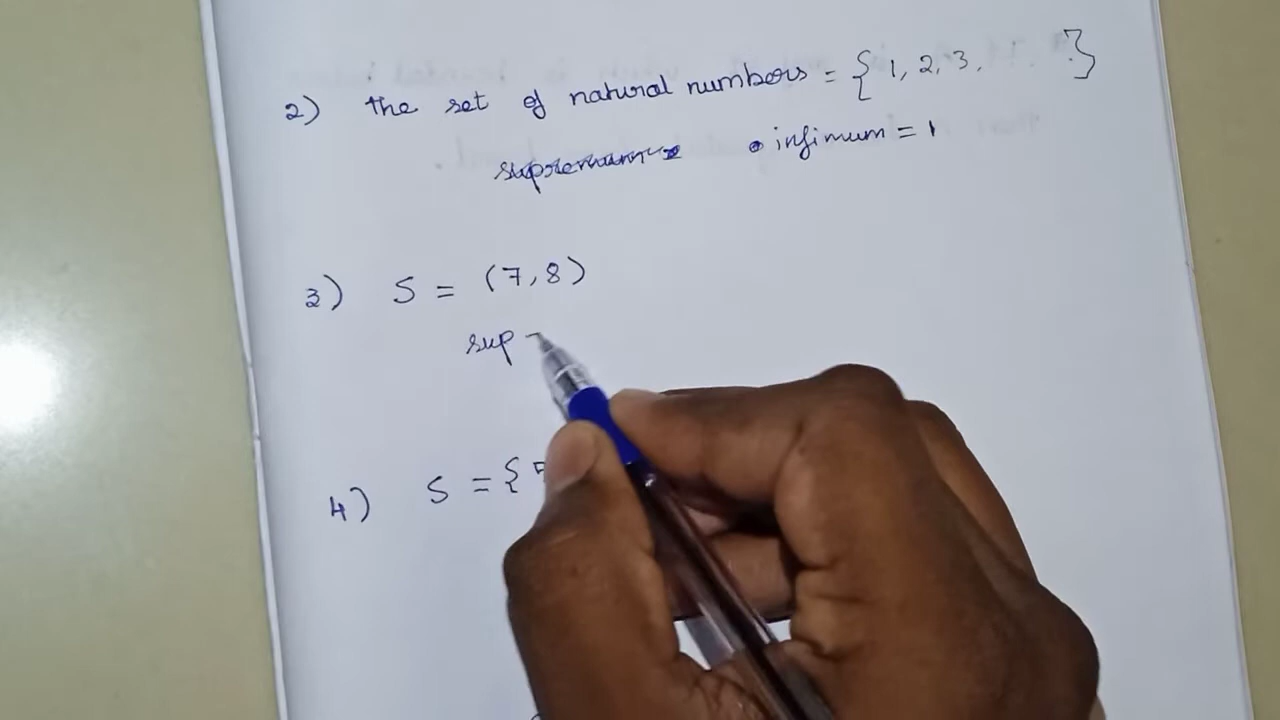 2) the set of natural numbers = { 1, 2, 3, . }
supremum infimum = 1
3) S = (7, 8)
sup
4) S = {